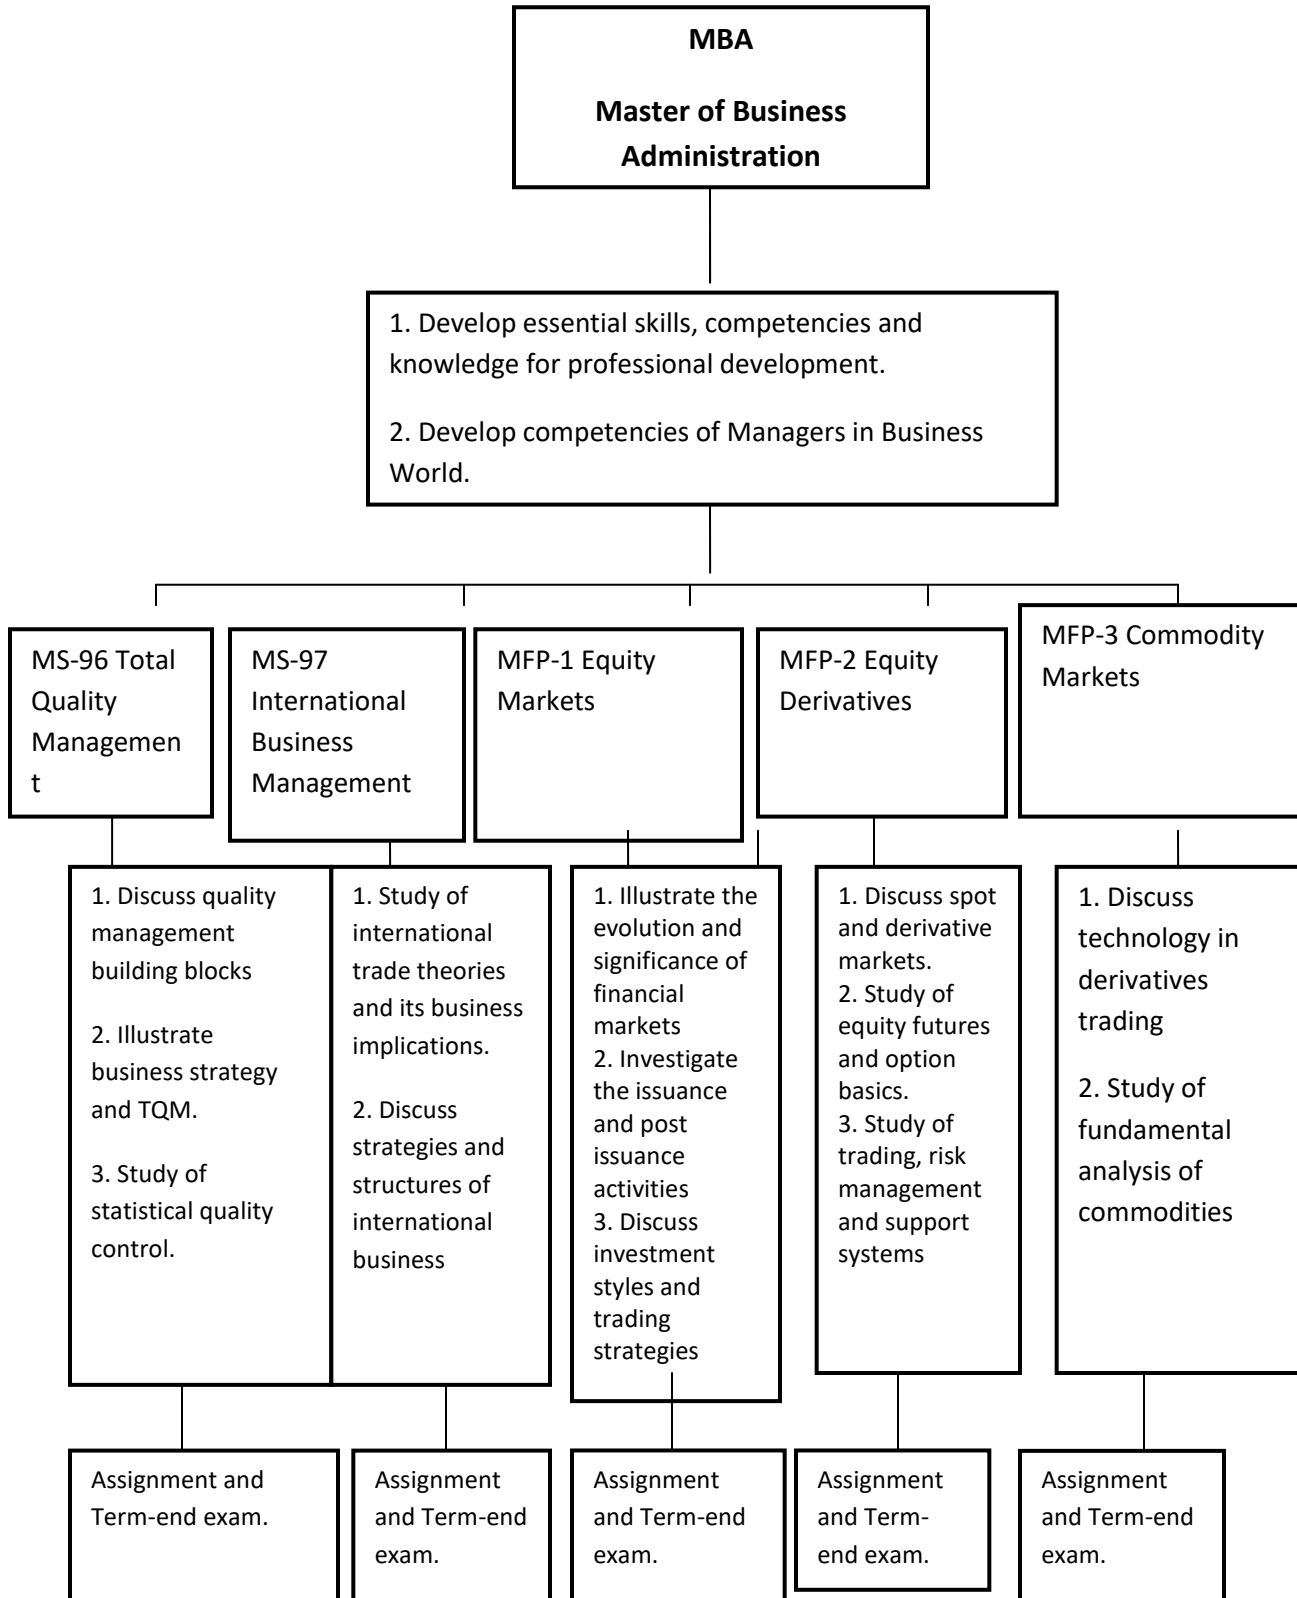 MBA
Master of Business
Administration
1. Develop essential skills, competencies and
knowledge for professional development.
2. Develop competencies of Managers in Business
World.
MS-96 Total
Quality
Managemen
t
MS-97
International
Business
Management
MFP-1 Equity
Markets
MFP-2 Equity
Derivatives
MFP-3 Commodity
Markets
1. Discuss quality
management
building blocks
2. Illustrate
business strategy
and TQM.
3. Study of
statistical quality
control.
1. Study of
international
trade theories
and its business
implications.
2. Discuss
strategies and
structures of
international
business
1. Illustrate the
evolution and
significance of
financial
markets
2. Investigate
the issuance
and post
issuance
activities
3. Discuss
investment
styles and
trading
strategies
1. Discuss spot
and derivative
markets.
2. Study of
equity futures
and option
basics.
3. Study of
trading, risk
management
and support
systems
1. Discuss
technology in
derivatives
trading
2. Study of
fundamental
analysis of
commodities
Assignment and
Term-end exam.
Assignment
and Term-end
exam.
Assignment
and Term-end
exam.
Assignment
and Term-
end exam.
Assignment
and Term-end
exam.